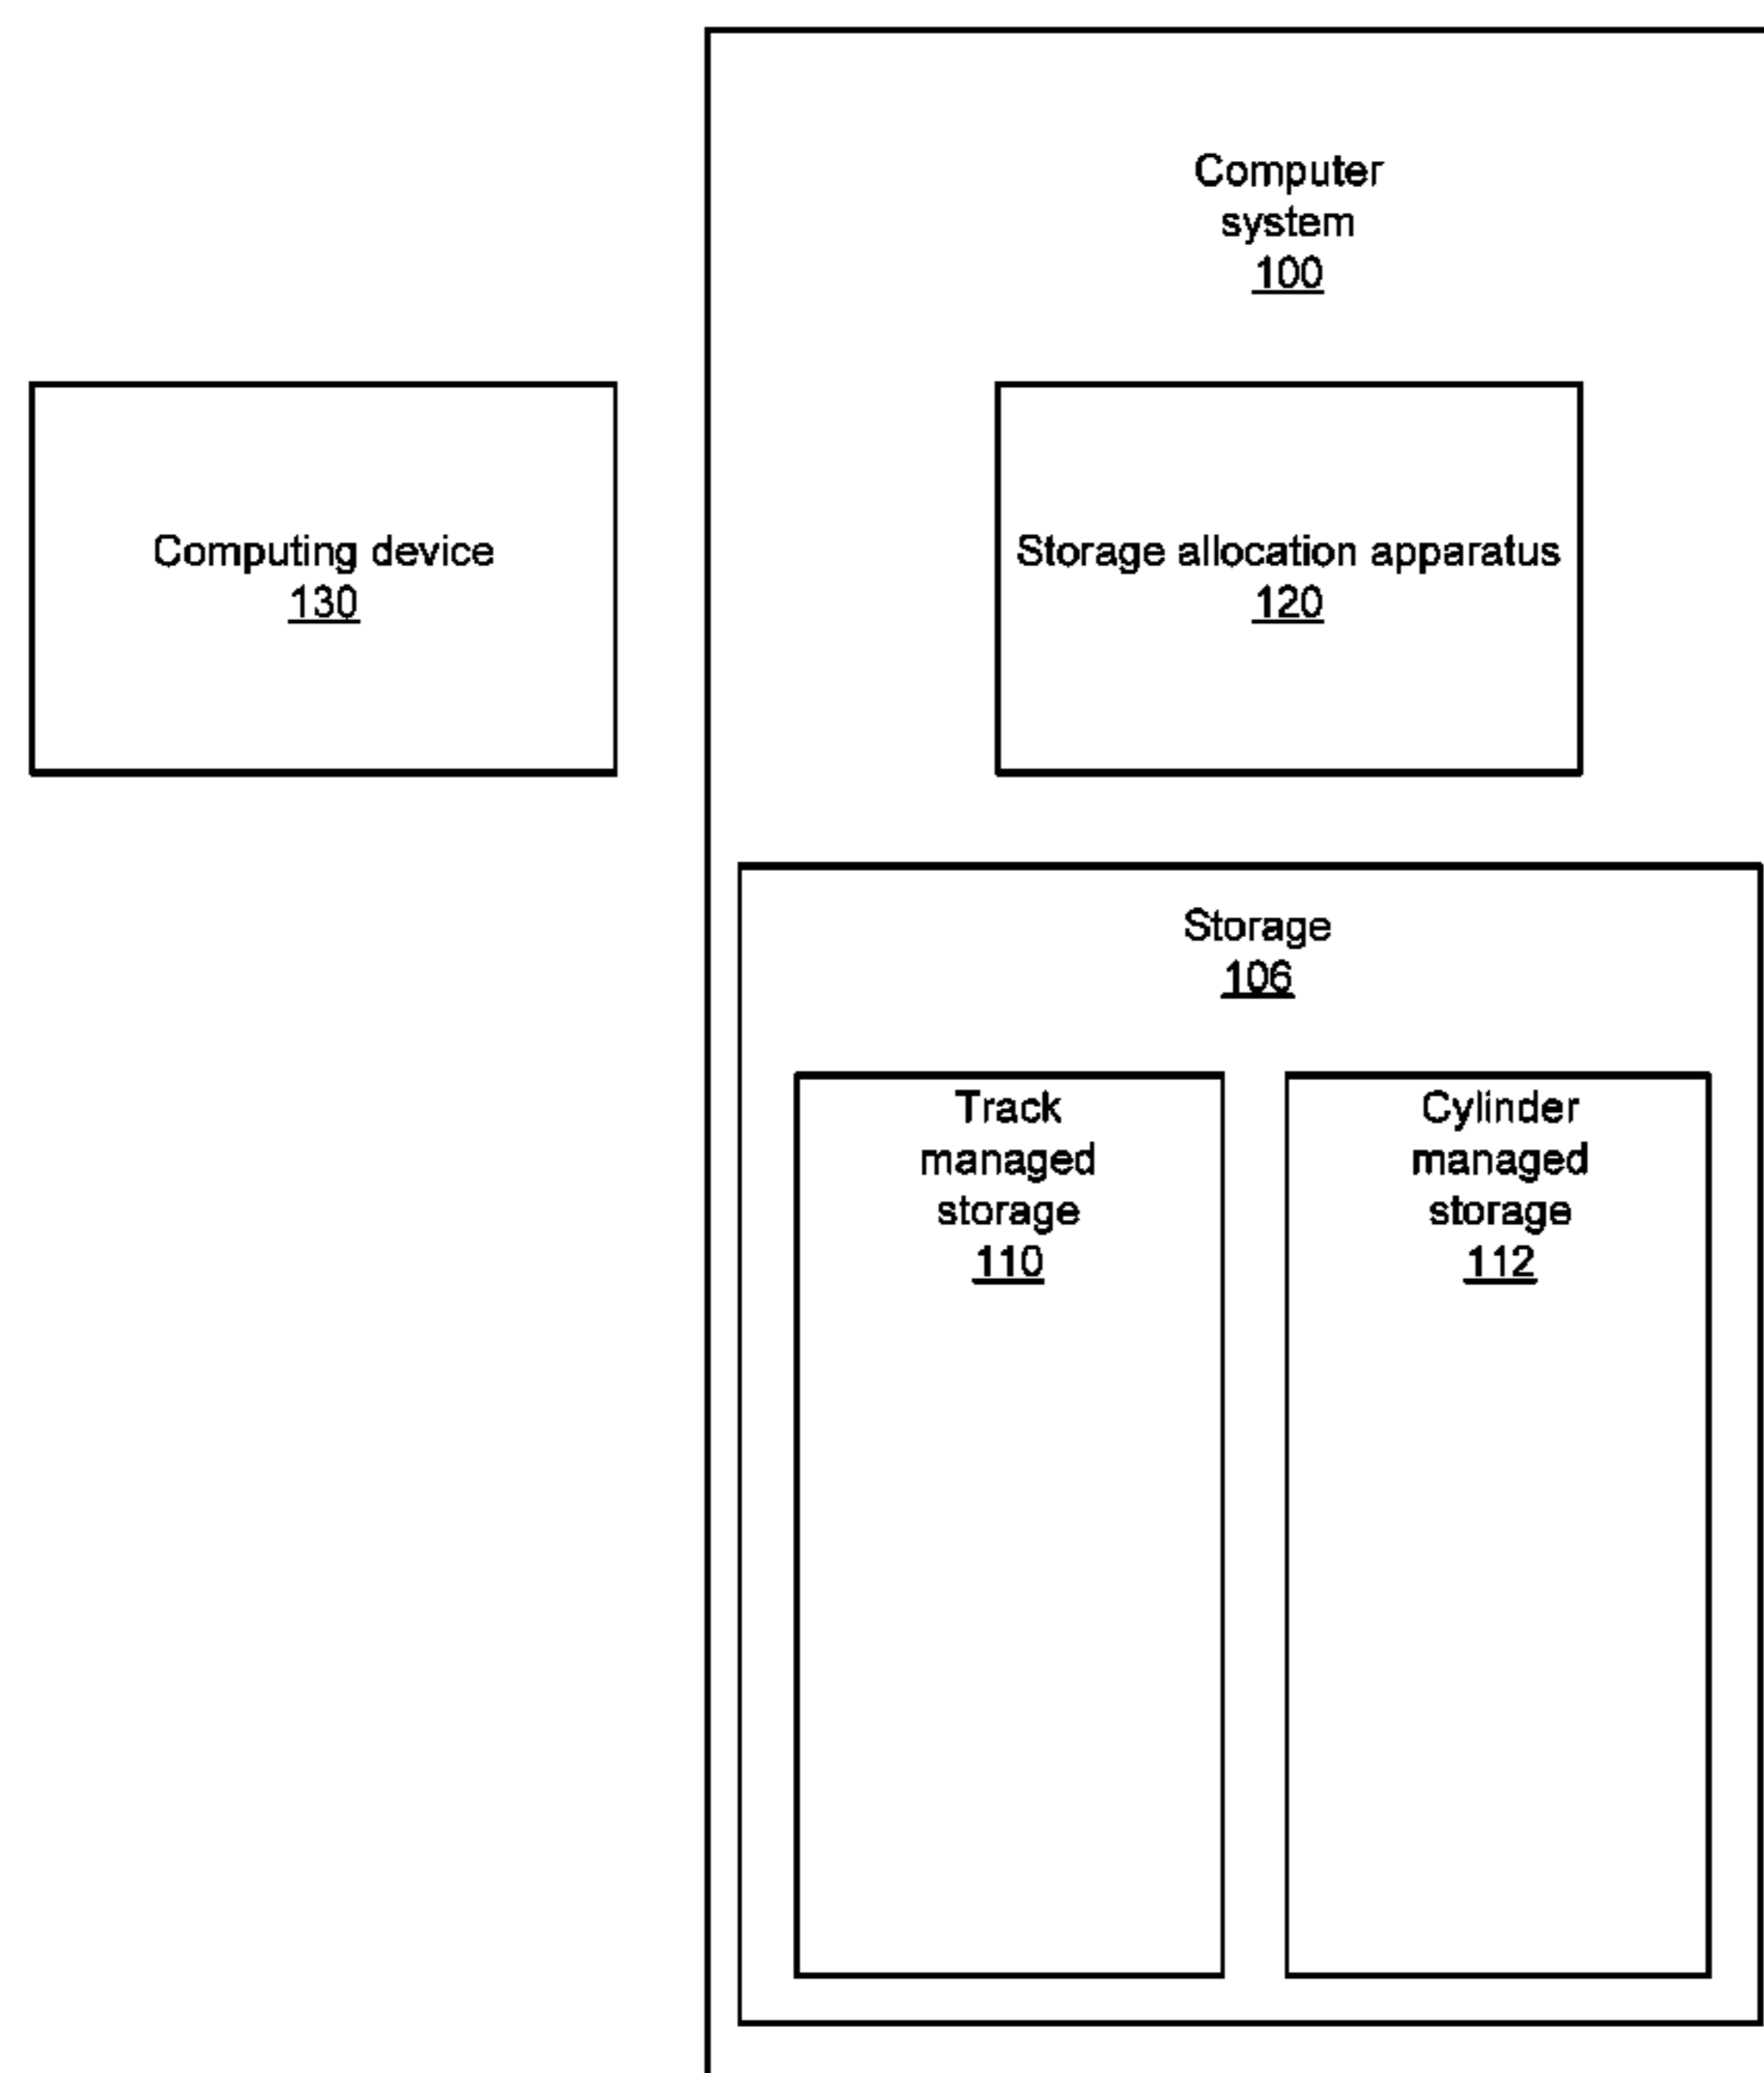 Computer
system
100
Computing device
130
Storage allocation apparatus
120
Storage
106
Track
managed
storage
110
Cylinder
managed
storage
112